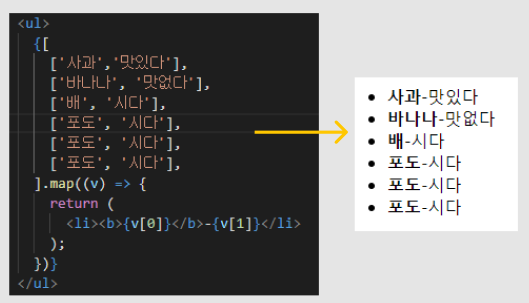 <ul>
{[
['사과','맛있다'],
['바나나', '맛없다'],
['배', '시다'],
['포도', '시다'],
['포도', '시다'],
['포도', '시다'],
].map((v) => {
return (
<li><b>{v[0]}</b>-{v[1]}</li>
);
})}
</ul>
• 사과-맛있다
• 바나나-맛없다
• 배-시다
• 포도-시다
• 포도-시다
• 포도-시다